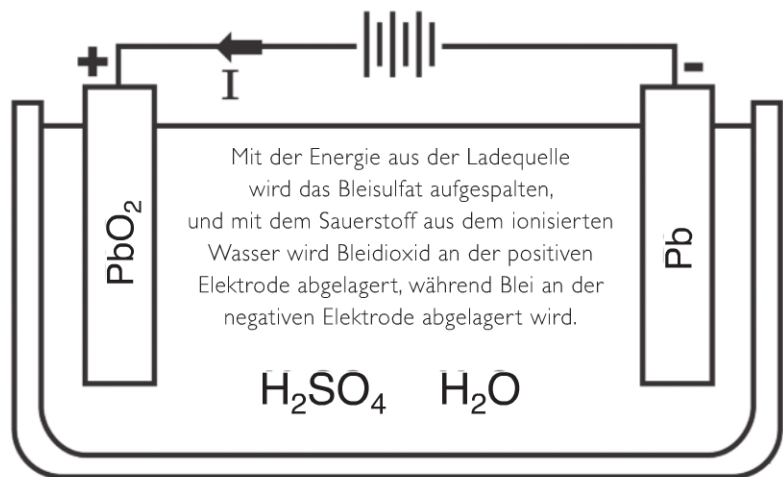 +
-
I
Mit der Energie aus der Ladequelle
wird das Bleisulfat aufgespalten,
und mit dem Sauerstoff aus dem ionisierten
Wasser wird Bleidioxid an der positiven
Elektrode abgelagert, während Blei an der
negativen Elektrode abgelagert wird.
PbO₂
Pb
H₂SO₄ H₂O